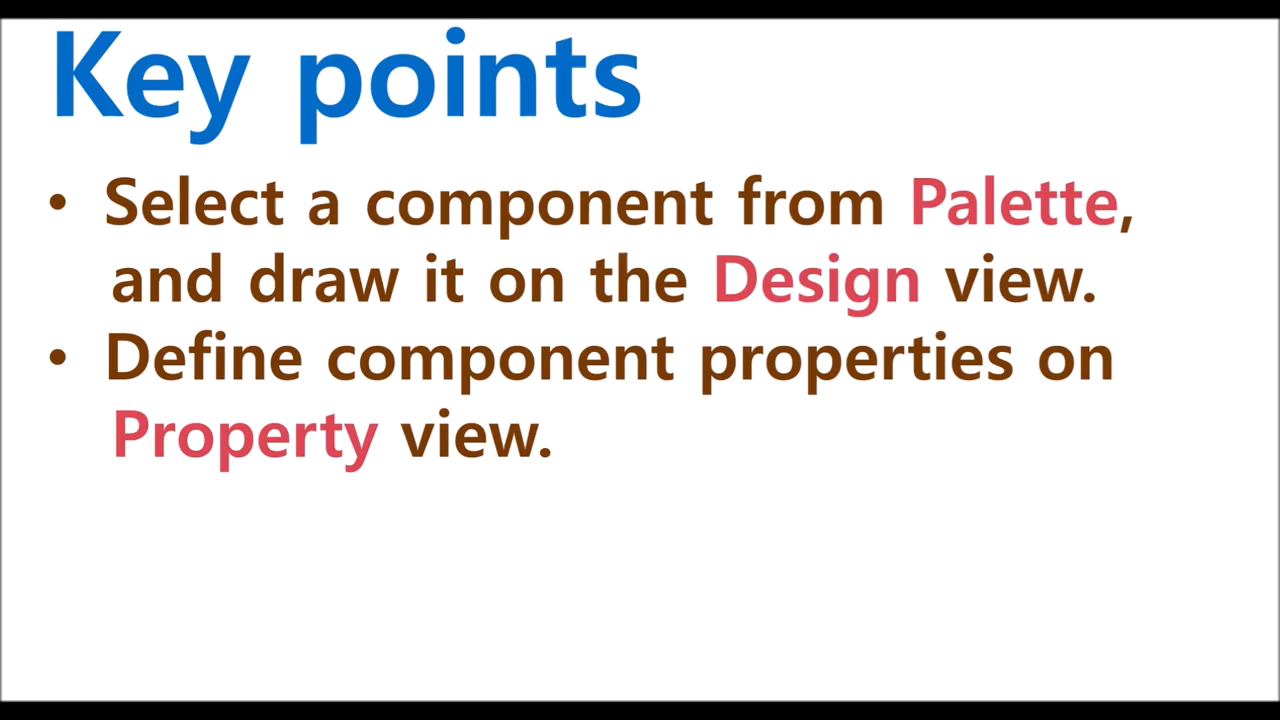 Key points
• Select a component from Palette,
and draw it on the Design view.
• Define component properties on
Property view.